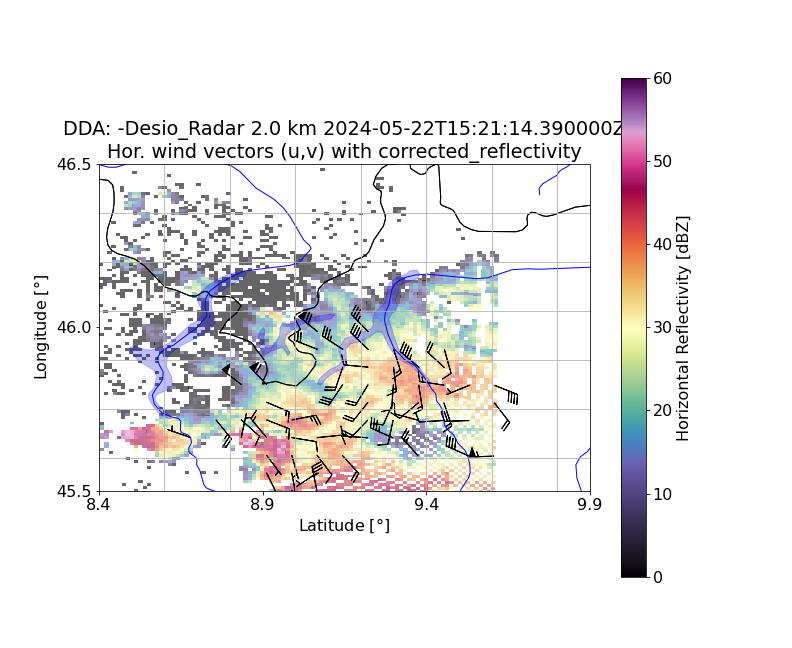 DDA: -Desio_Radar 2.0 km 2024-05-22T15:21:14.390000Z
Hor. wind vectors (u,v) with corrected_reflectivity
46.5
46.0
45.5
Longitude [°]
8.4
8.9
9.4
9.9
Latitude [°]
60
50
40
30
20
10
0
Horizontal Reflectivity [dBZ]